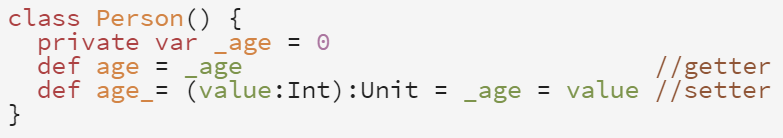 class Person() {
  private var _age = 0
  def age = _age                            //getter
  def age_= (value:Int):Unit = _age = value //setter
}